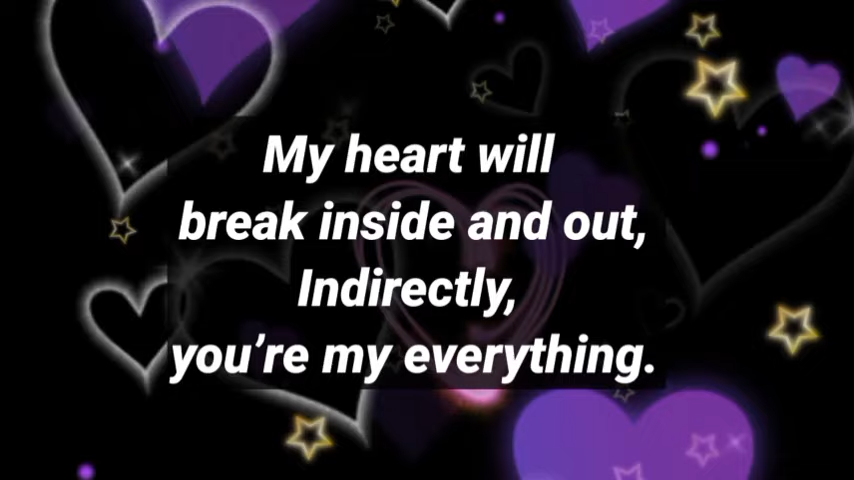 My heart will
break inside and out,
Indirectly,
you’re my everything.